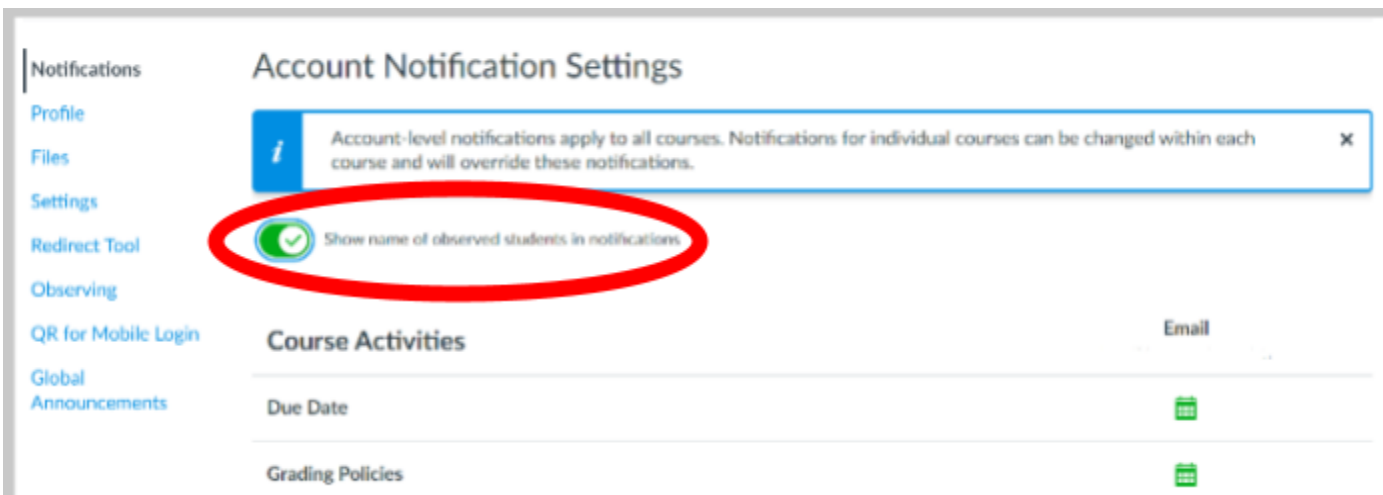 Notifications
Profile
Files
Settings
Redirect Tool
Observing
QR for Mobile Login
Global
Announcements
Account Notification Settings
i
Account-level notifications apply to all courses. Notifications for individual courses can be changed within each
course and will override these notifications.
Show name of observed students in notifications
Course Activities
Email
Due Date
Grading Policies